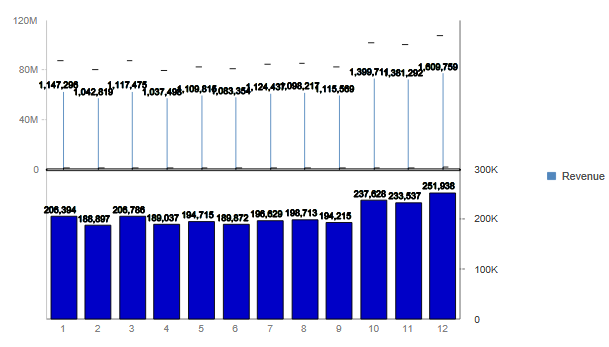 120M
80M
40M
0
1,147,296 1,042,819 1,117,475 1,037,498 1,109,815 1,083,354 1,124,437 1,098,217 1,115,569 1,399,711 1,381,292 1,609,759
300K
200K
100K
0
206,394 188,897 206,786 189,037 194,715 189,872 196,629 198,713 194,215 237,628 233,537 251,938
1 2 3 4 5 6 7 8 9 10 11 12
Revenue